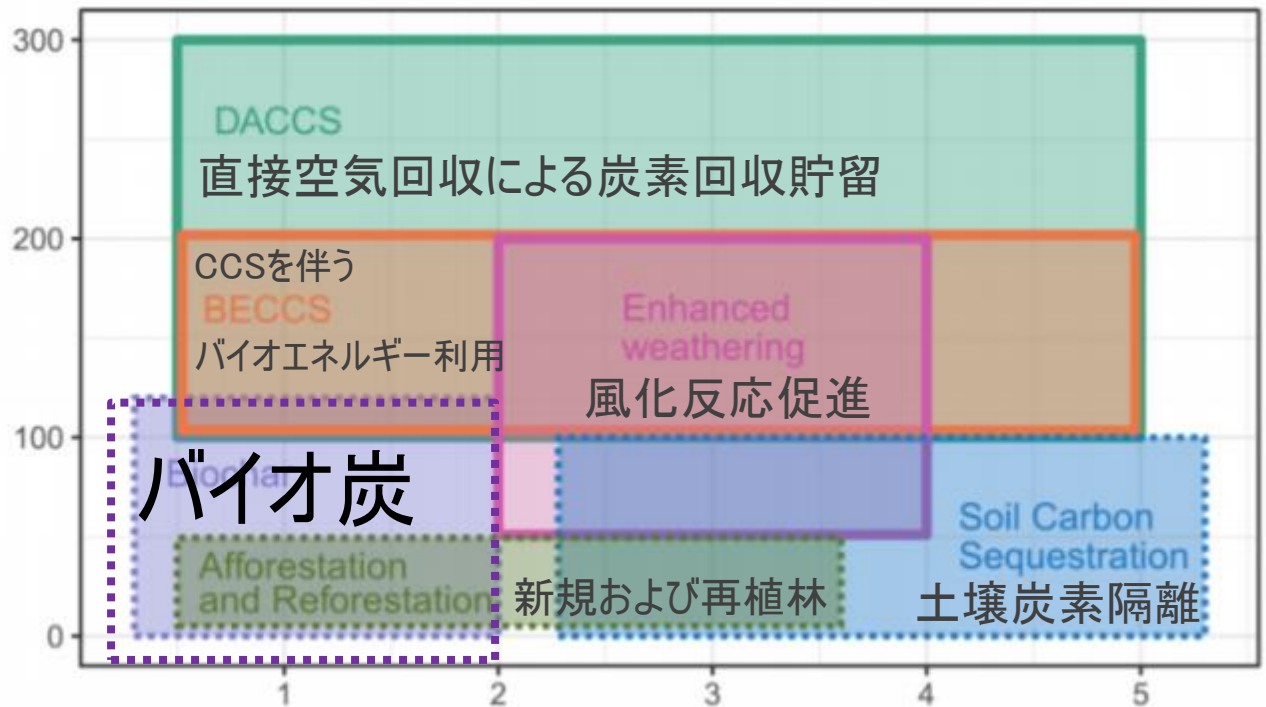 300
DACCS
直接空気回収による炭素回収貯留
200
CCSを伴う
BECCS
バイオエネルギー利用
Enhanced
weathering
風化反応促進
100
Biochar
バイオ炭
Soil Carbon
Sequestration
土壌炭素隔離
Afforestation
and Reforestation
新規および再植林
0
1
2
3
4
5